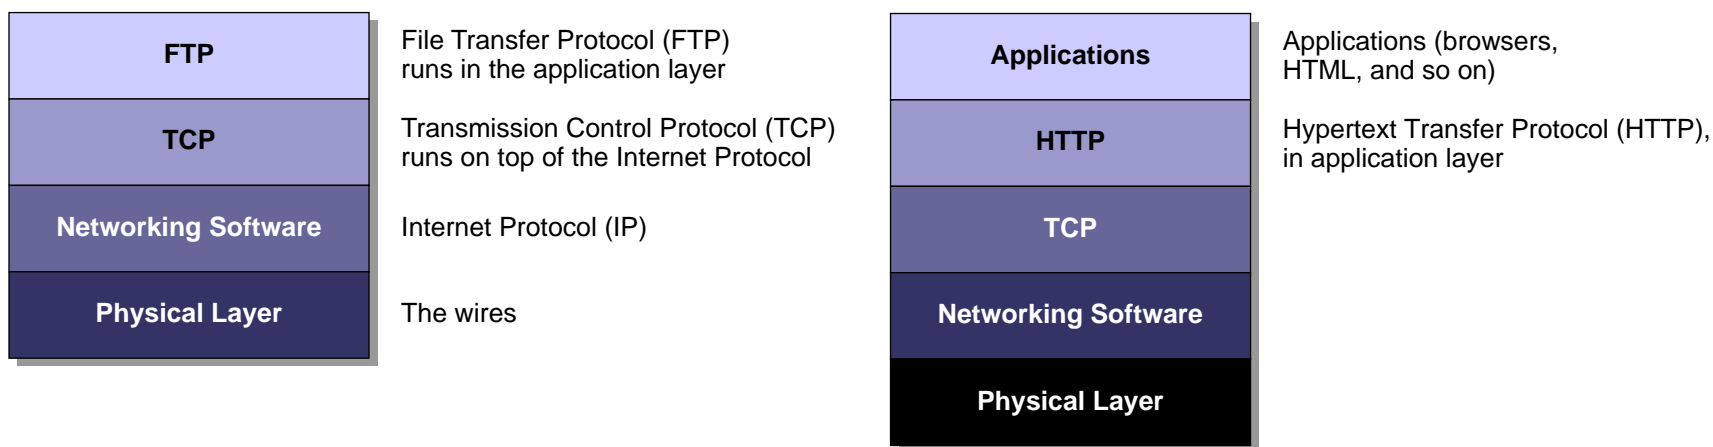 FTP
File Transfer Protocol (FTP)
runs in the application layer
TCP
Transmission Control Protocol (TCP)
runs on top of the Internet Protocol
Networking Software
Internet Protocol (IP)
Physical Layer
The wires
Applications
Applications (browsers,
HTML, and so on)
HTTP
Hypertext Transfer Protocol (HTTP),
in application layer
TCP
Networking Software
Physical Layer